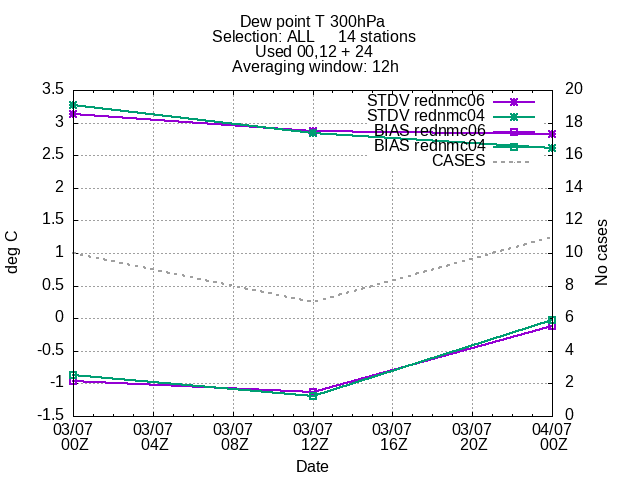 Dew point T 300hPa
Selection: ALL 14 stations
Used 00,12 + 24
Averaging window: 12h
STDV rednmc06
STDV rednmc04
BIAS rednmc06
BIAS rednmc04
CASES
3.5
3
2.5
2
1.5
1
0.5
0
-0.5
-1
-1.5
deg C
20
18
16
14
12
10
8
6
4
2
0
No cases
03/07 03/07 03/07 03/07 03/07 03/07 04/07
00Z 04Z 08Z 12Z 16Z 20Z 00Z
Date